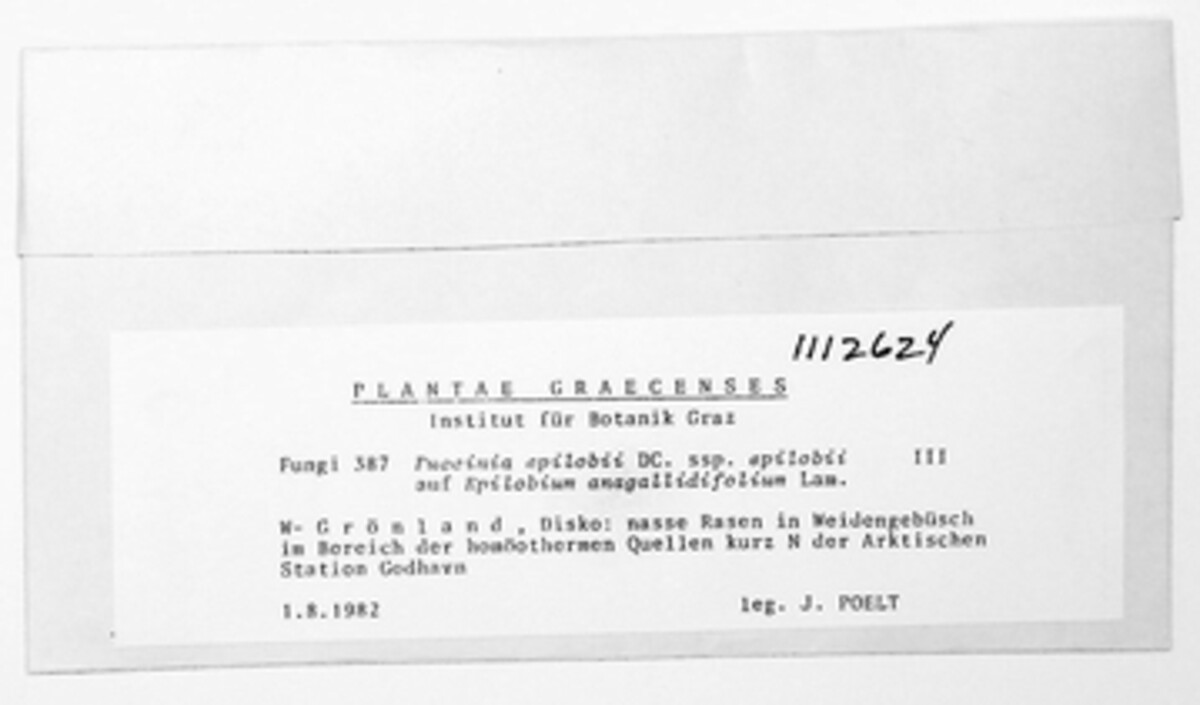 1112624
PLANTAE GRAECENSES
Institut für Botanik Graz
Fungi 387 Puccinia epilobii DC. ssp. epilobii III
auf Epilobium anagallidifolium Lam.
W- Grönland, Disko: nasse Rasen in Weidengebüsch
im Bereich der homöothermen Quellen kurz N der Arktischen
Station Godhavn
1.8.1982 leg. J. POELT